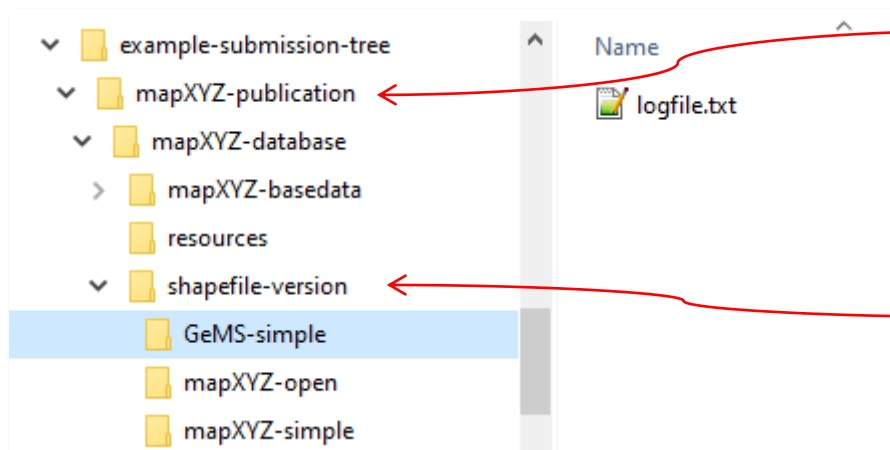 example-submission-tree
mapXYZ-publication
mapXYZ-database
mapXYZ-basedata
resources
shapefile-version
GeMS-simple
mapXYZ-open
mapXYZ-simple
Name
logfile.txt